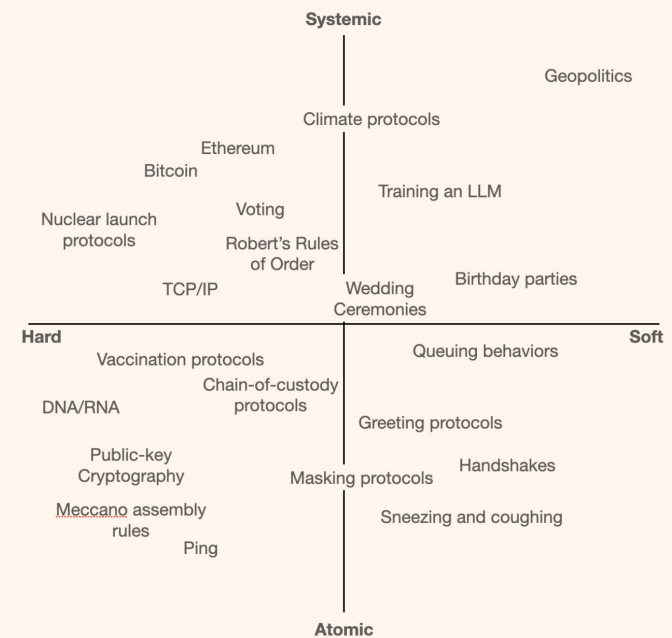 Systemic
Geopolitics
Climate protocols
Ethereum
Bitcoin
Training an LLM
Voting
Nuclear launch
protocols
Robert's Rules
of Order
Birthday parties
TCP/IP
Wedding
Ceremonies
Hard
Soft
Queuing behaviors
Vaccination protocols
Chain-of-custody
protocols
DNA/RNA
Greeting protocols
Public-key
Cryptography
Handshakes
Masking protocols
Meccano assembly
rules
Sneezing and coughing
Ping
Atomic